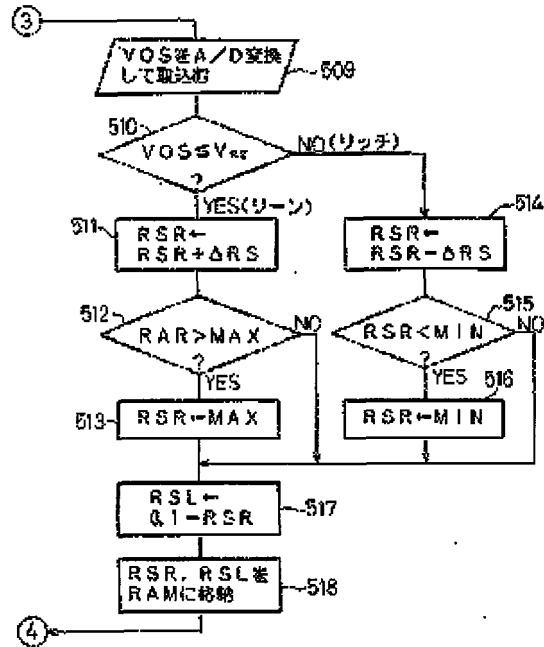 ③
VOSをA/D変換
して取込む
509
510
VOS≦VR2
?
NO(リッチ)
YES(リーン)
511
RSR←
RSR+ΔRS
514
RSR←
RSR-ΔRS
512
RAR>MAX
?
NO
YES
515
RSR<MIN
?
NO
YES
513
RSR←MAX
516
RSR←MIN
RSL←
0.1-RSR
517
RSR, RSLを
RAMに格納
518
④